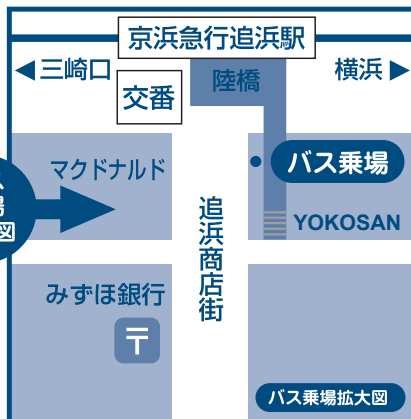 京浜急行追浜駅
◀三崎口
横浜▶
陸橋
交番
マクドナルド
バス乗場
YOKOSAN
追浜商店街
みずほ銀行
〒
バス乗場拡大図